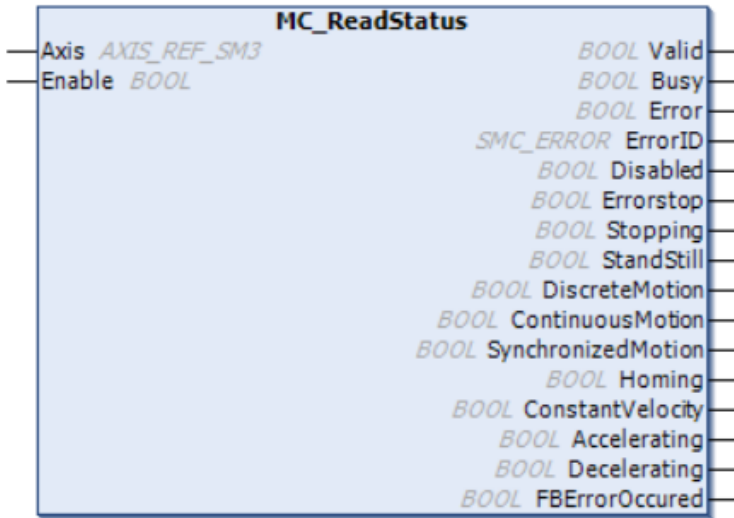 MC_ReadStatus
Axis AXIS_REF_SM3 BOOL Valid
Enable BOOL BOOL Busy
BOOL Error
SMC_ERROR ErrorID
BOOL Disabled
BOOL Errorstop
BOOL Stopping
BOOL StandStill
BOOL DiscreteMotion
BOOL ContinuousMotion
BOOL SynchronizedMotion
BOOL Homing
BOOL ConstantVelocity
BOOL Accelerating
BOOL Decelerating
BOOL FBErrorOccured